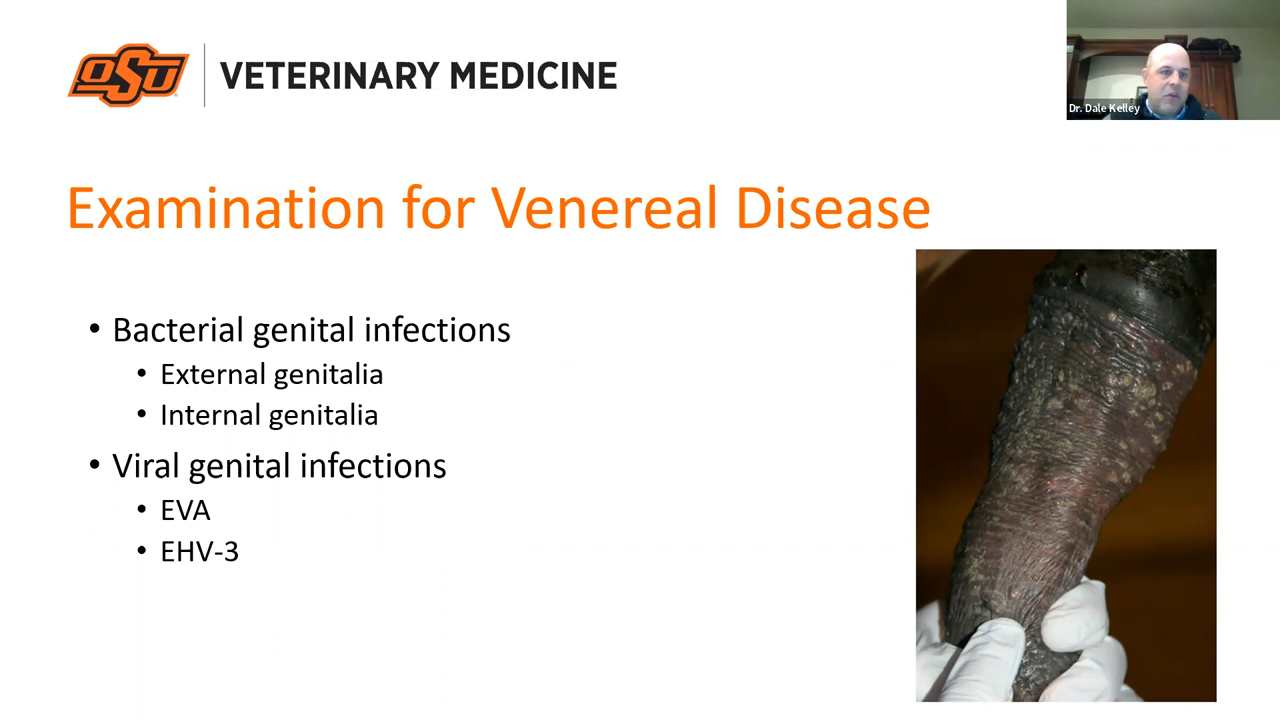 OSU VETERINARY MEDICINE
Dr. Dale Kelley
Examination for Venereal Disease
• Bacterial genital infections
• External genitalia
• Internal genitalia
• Viral genital infections
• EVA
• EHV-3